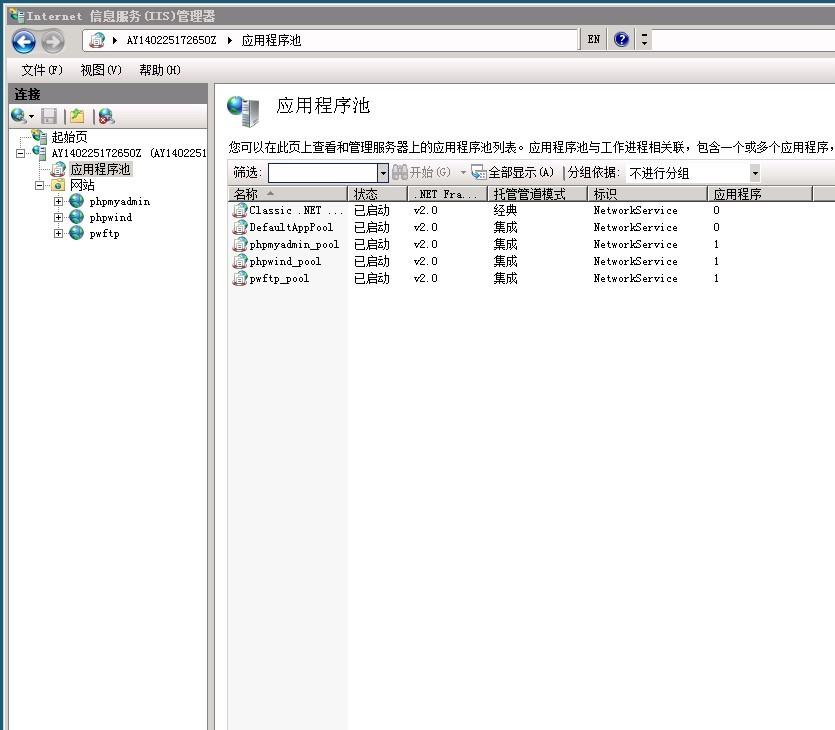 Internet 信息服务(IIS)管理器
AY140225172650Z 应用程序池
EN
文件(F) 视图(V) 帮助(H)
连接
起始页
AY140225172650Z (AY1402251
应用程序池
网站
phpmyadmin
phpwind
pwftp
应用程序池
您可以在此页上查看和管理服务器上的应用程序池列表。应用程序池与工作进程相关联，包含一个或多个应用程序，
筛选: 开始(G) 全部显示(A) 分组依据: 不进行分组
名称 状态 .NET Fra... 托管管道模式 标识 应用程序
Classic .NET ... 已启动 v2.0 经典 NetworkService 0
DefaultAppPool 已启动 v2.0 集成 NetworkService 0
phpmyadmin_pool 已启动 v2.0 集成 NetworkService 1
phpwind_pool 已启动 v2.0 集成 NetworkService 1
pwftp_pool 已启动 v2.0 集成 NetworkService 1